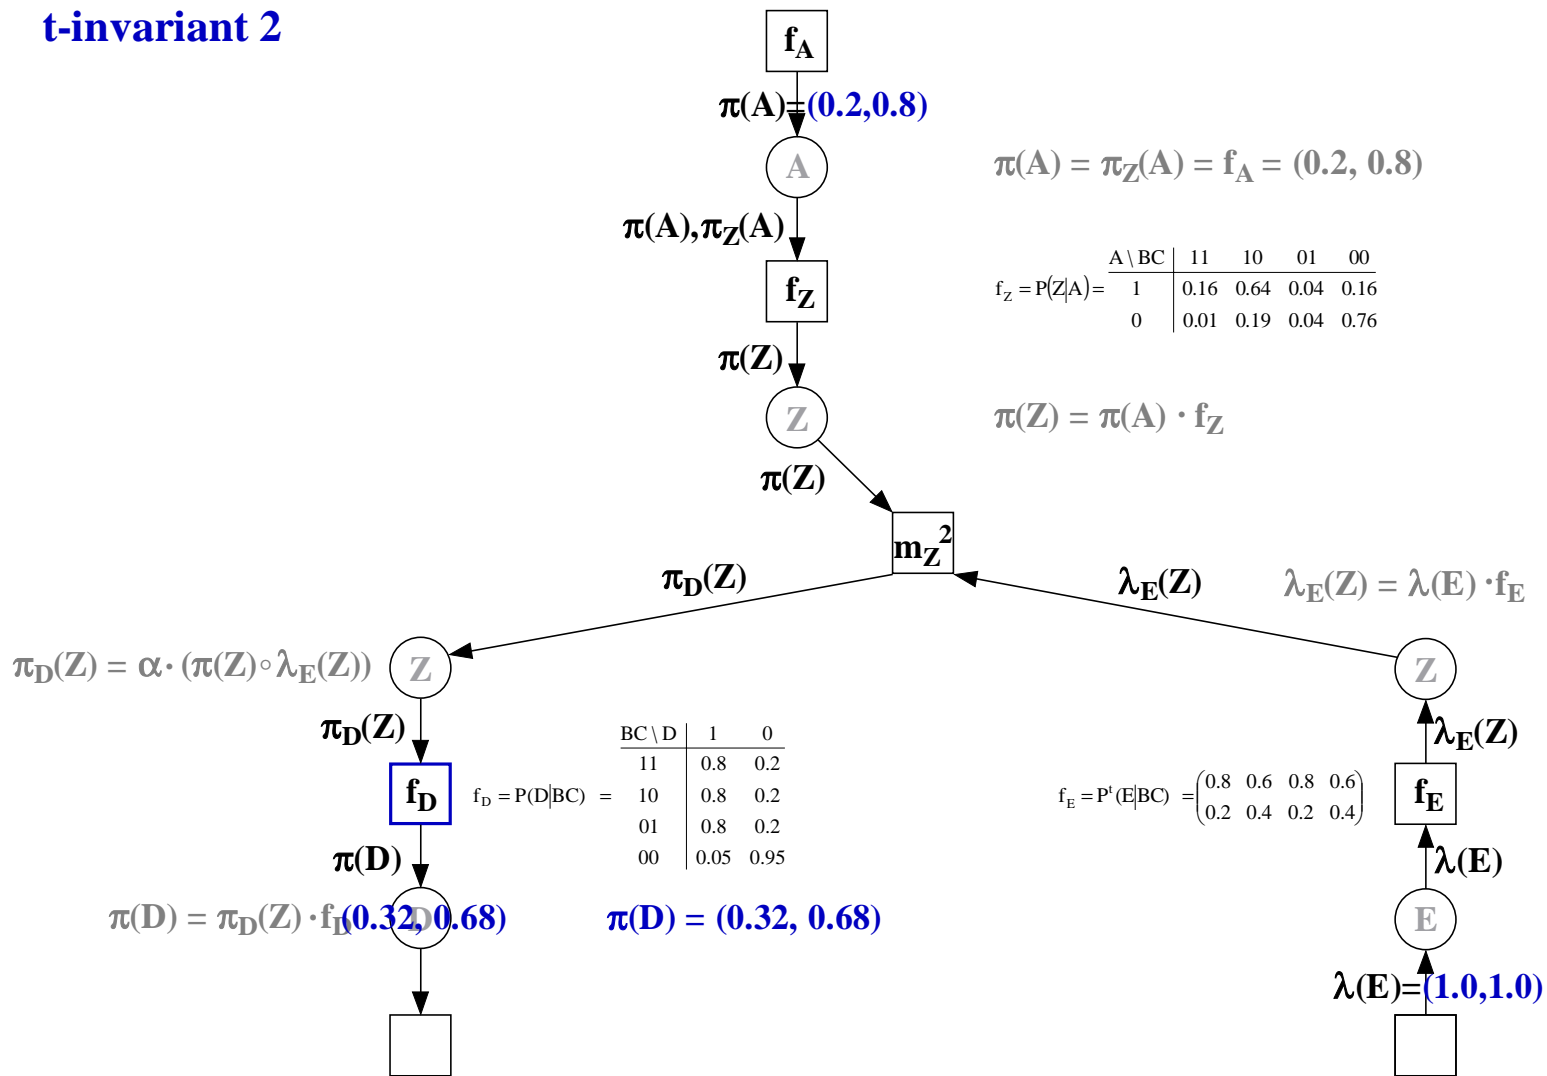 t-invariant 2
f_A
π(A)=(0.2,0.8)
A
π(A) = π_Z(A) = f_A = (0.2, 0.8)
π(A),π_Z(A)
f_Z
f_Z = P(Z|A) =
A \ BC 11 10 01 00
1 0.16 0.64 0.04 0.16
0 0.01 0.19 0.04 0.76
π(Z)
Z
π(Z) = π(A) · f_Z
π(Z)
m_Z^2
π_D(Z)
λ_E(Z)
λ_E(Z) = λ(E) ·f_E
π_D(Z) = α· (π(Z)∘λ_E(Z))
Z
Z
π_D(Z)
λ_E(Z)
f_D
f_D = P(D|BC) =
BC \ D 1 0
11 0.8 0.2
10 0.8 0.2
01 0.8 0.2
00 0.05 0.95
f_E = P^t (E|BC) =
0.8 0.6 0.8 0.6
0.2 0.4 0.2 0.4
f_E
π(D)
λ(E)
π(D) = π_D(Z) ·f_D
(0.32, 0.68)
D
π(D) = (0.32, 0.68)
E
λ(E)=(1.0,1.0)